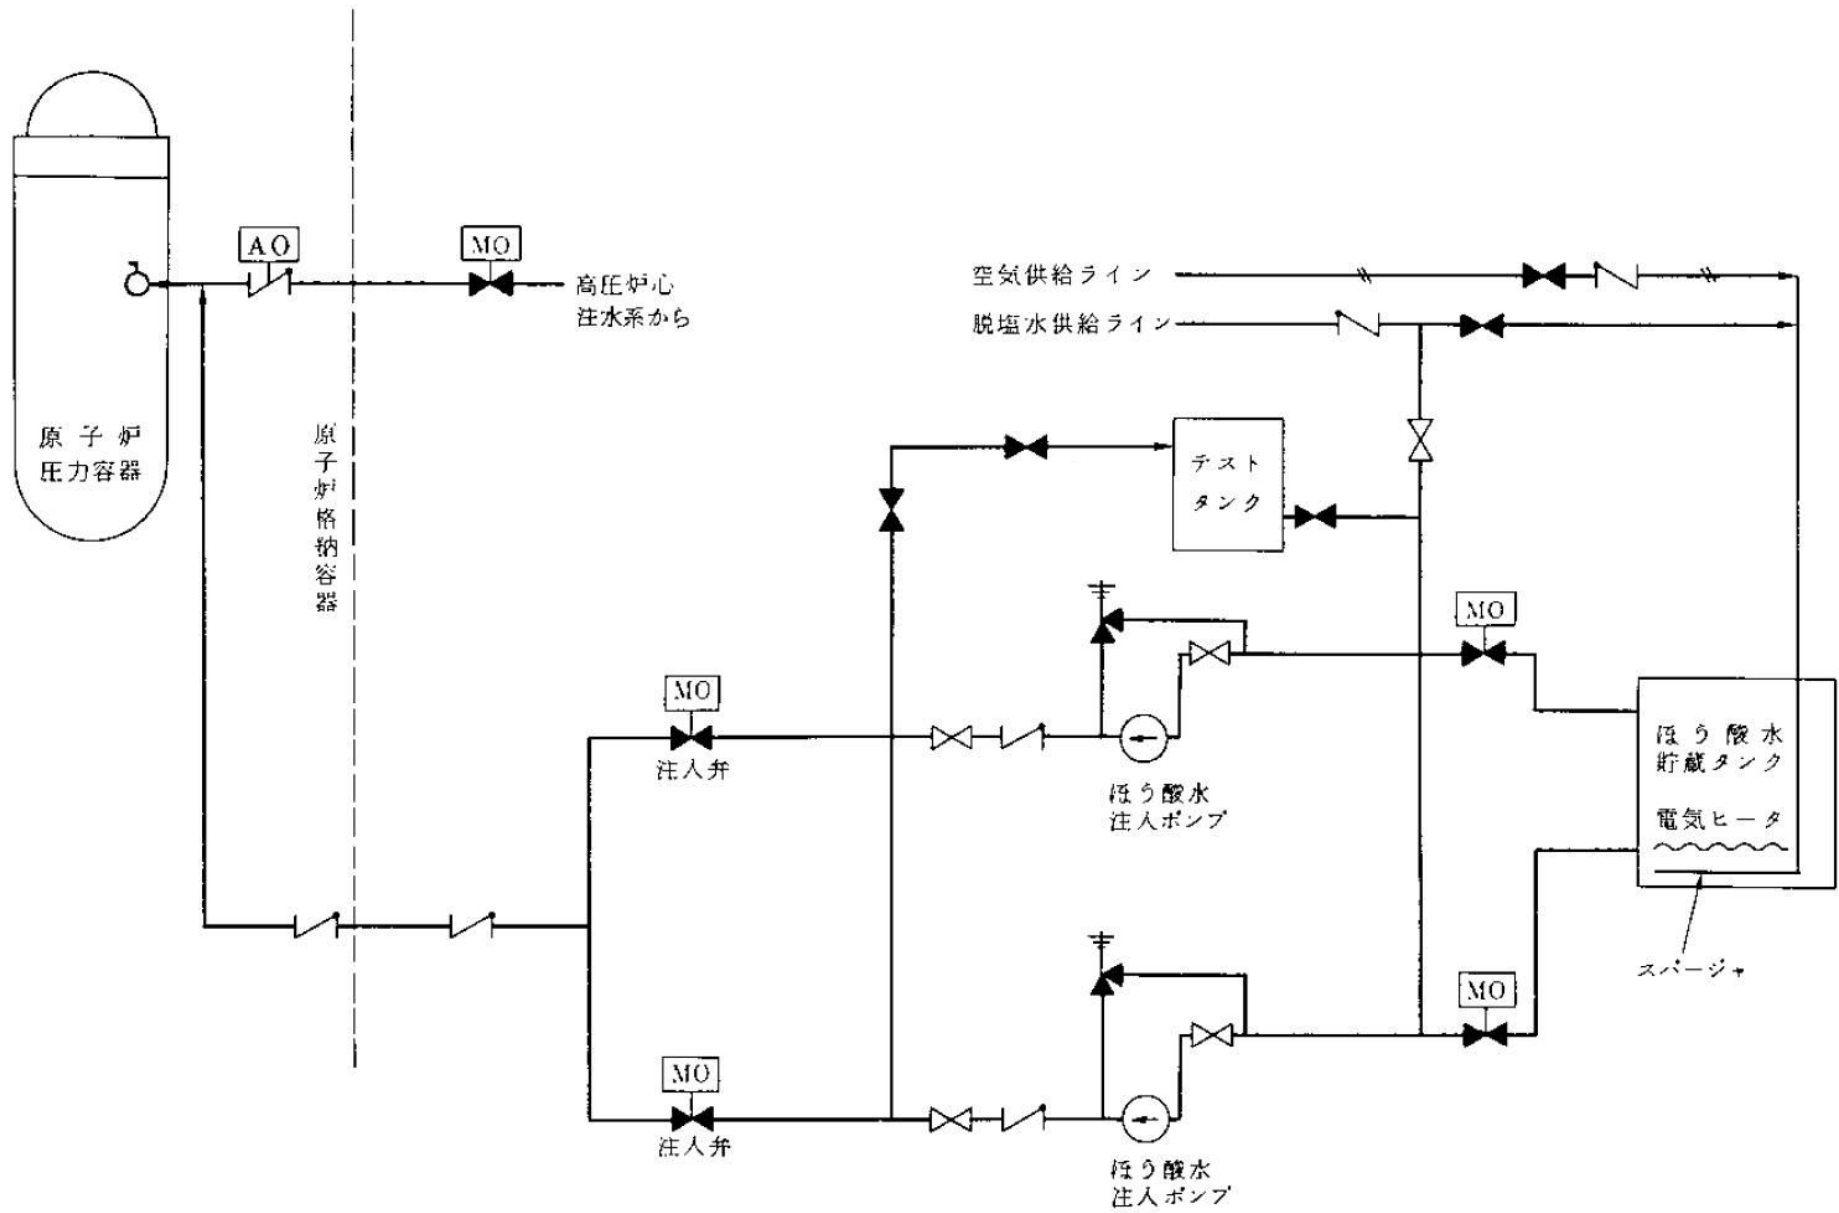 AO
MO
高圧炉心
注水系から
空気供給ライン
脱塩水供給ライン
原子炉
圧力容器
原子炉格納容器
テスト
タンク
MO
MO
注入弁
ほう酸水
注入ポンプ
ほう酸水
貯蔵タンク
電気ヒータ
スパージャ
MO
MO
注入弁
ほう酸水
注入ポンプ